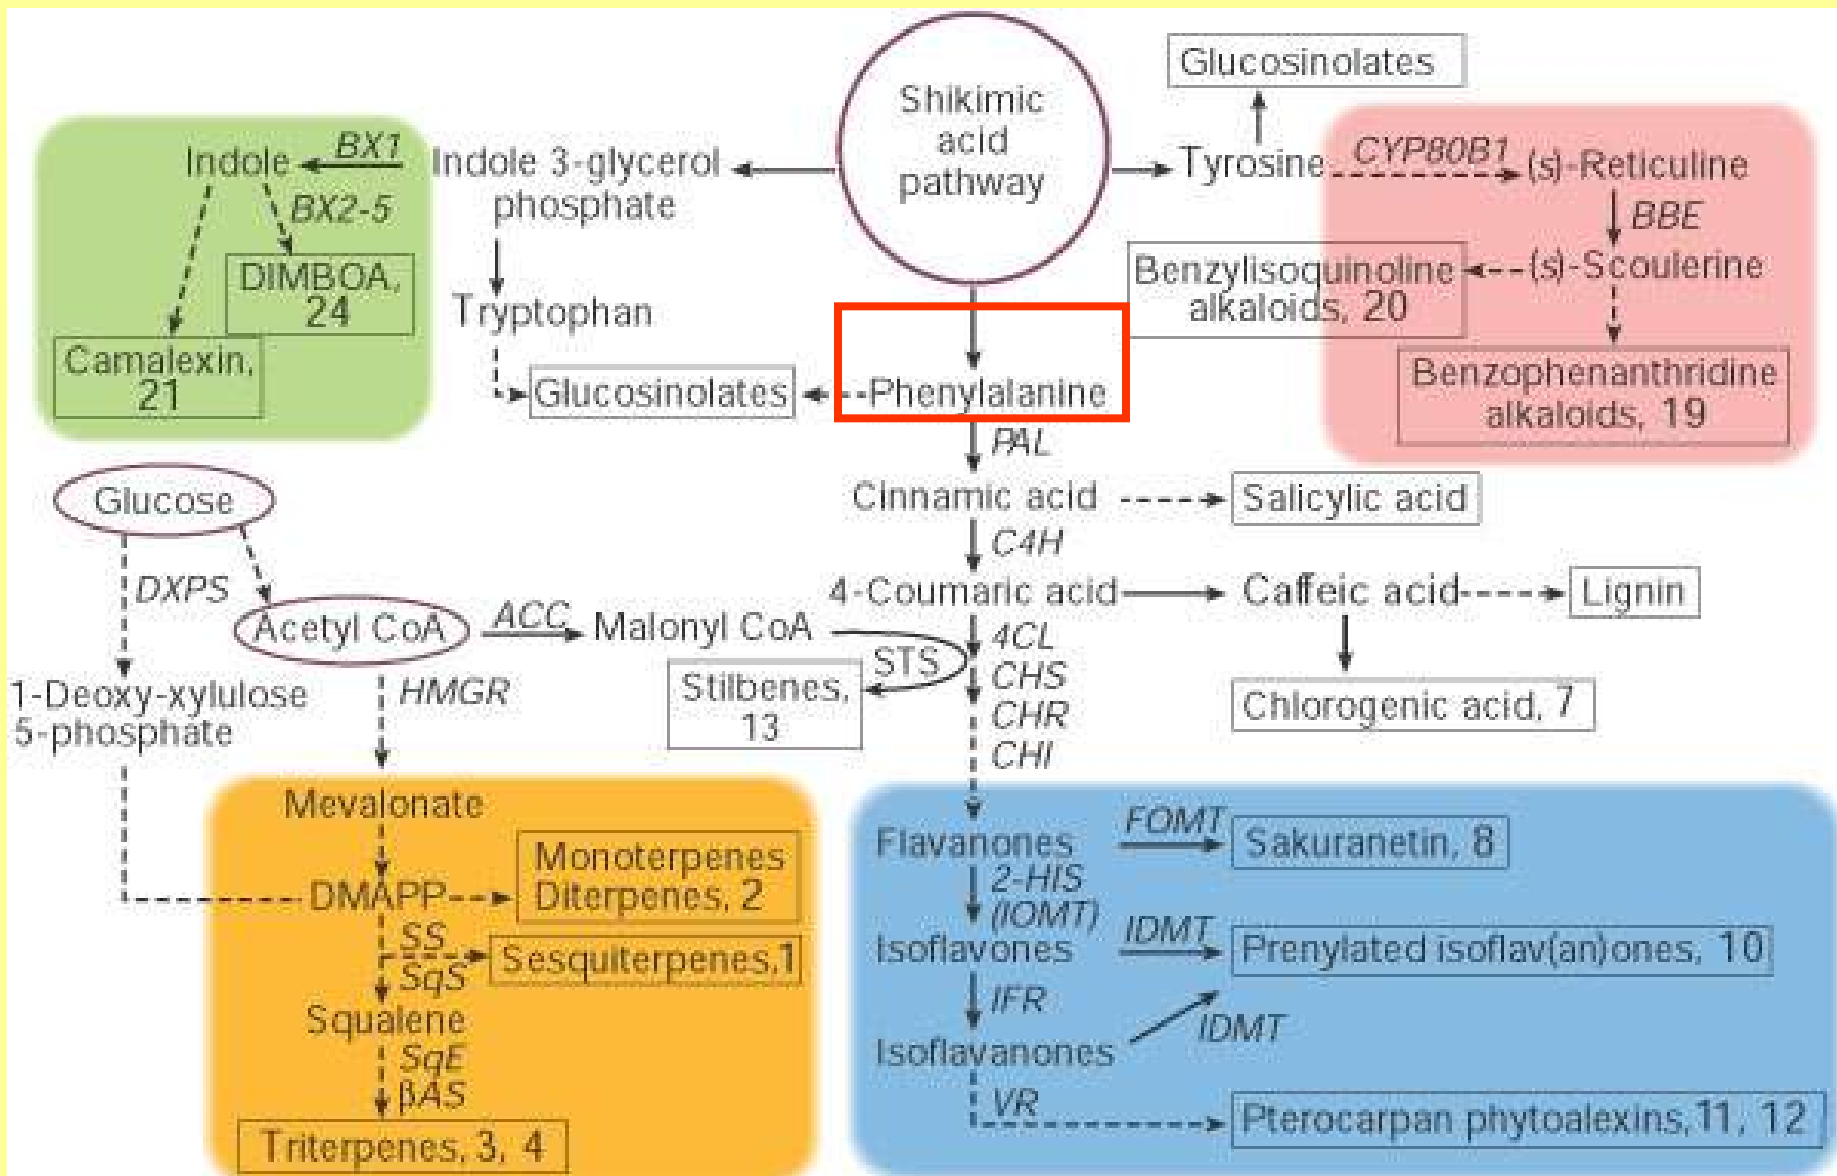 Glucosinolates
Shikimic
acid
pathway
Indole
BX1
Indole 3-glycerol
phosphate
Tyrosine
CYP80B1
(s)-Reticuline
BX2-5
BBE
DIMBOA,
24
Benzylisoquinoline
alkaloids, 20
(s)-Scoulerine
Tryptophan
Camalexin,
21
Glucosinolates
Phenylalanine
Benzophenanthridine
alkaloids, 19
PAL
Glucose
Cinnamic acid
Salicylic acid
C4H
DXPS
4-Coumaric acid
Caffeic acid
Lignin
Acetyl CoA
ACC
Malonyl CoA
4CL
STS
CHS
CHR
CHI
1-Deoxy-xylulose
5-phosphate
HMGR
Stilbenes,
13
Chlorogenic acid, 7
Mevalonate
DMAPP
Monoterpenes
Diterpenes, 2
SS
SqS
Sesquiterpenes,1
Squalene
SqE
βAS
Triterpenes, 3, 4
Flavanones
FOMT
Sakuranetin, 8
2-HIS
(IOMT)
Isoflavones
IDMT
Prenylated isoflav(an)ones, 10
IFR
IDMT
Isoflavanones
VR
Pterocarpan phytoalexins,11, 12